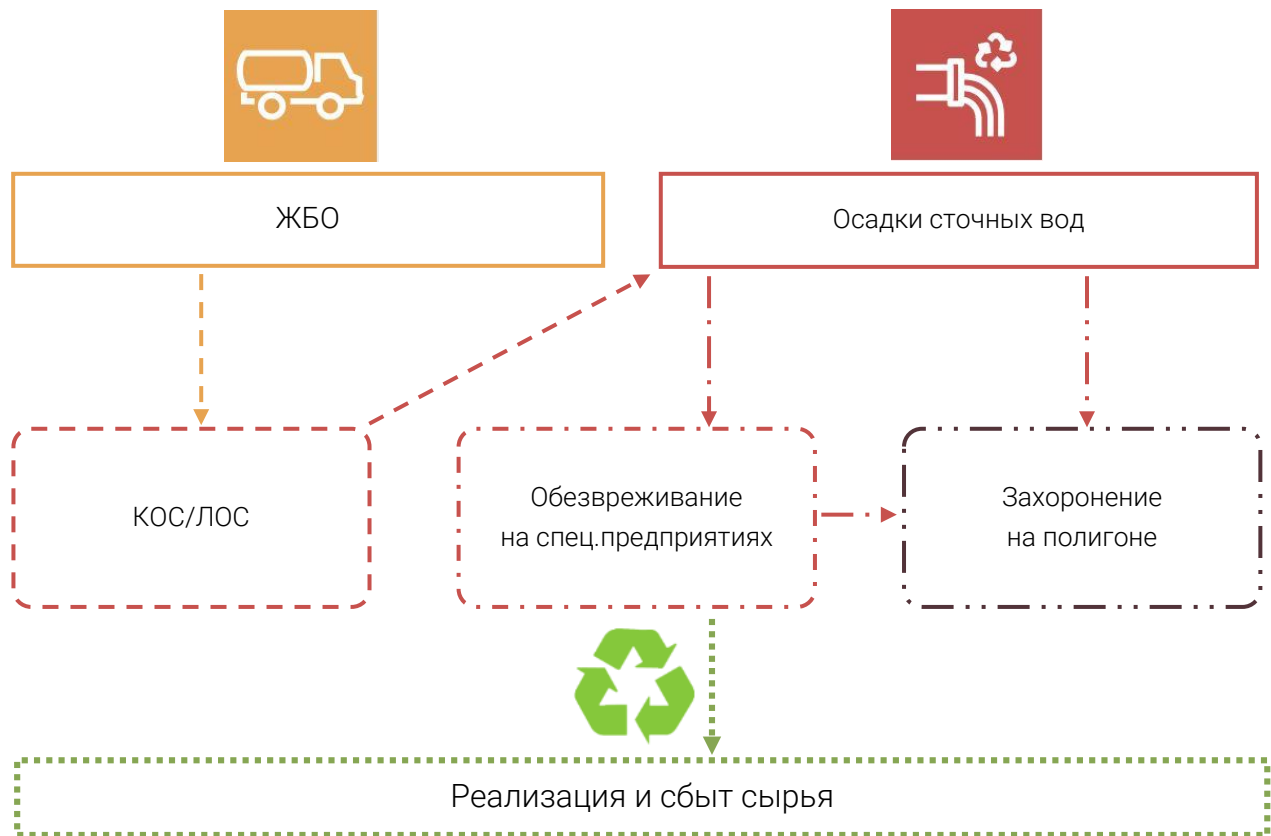 ЖБО
Осадки сточных вод
КОС/ЛОС
Обезвреживание
на спец.предприятиях
Захоронение
на полигоне
Реализация и сбыт сырья